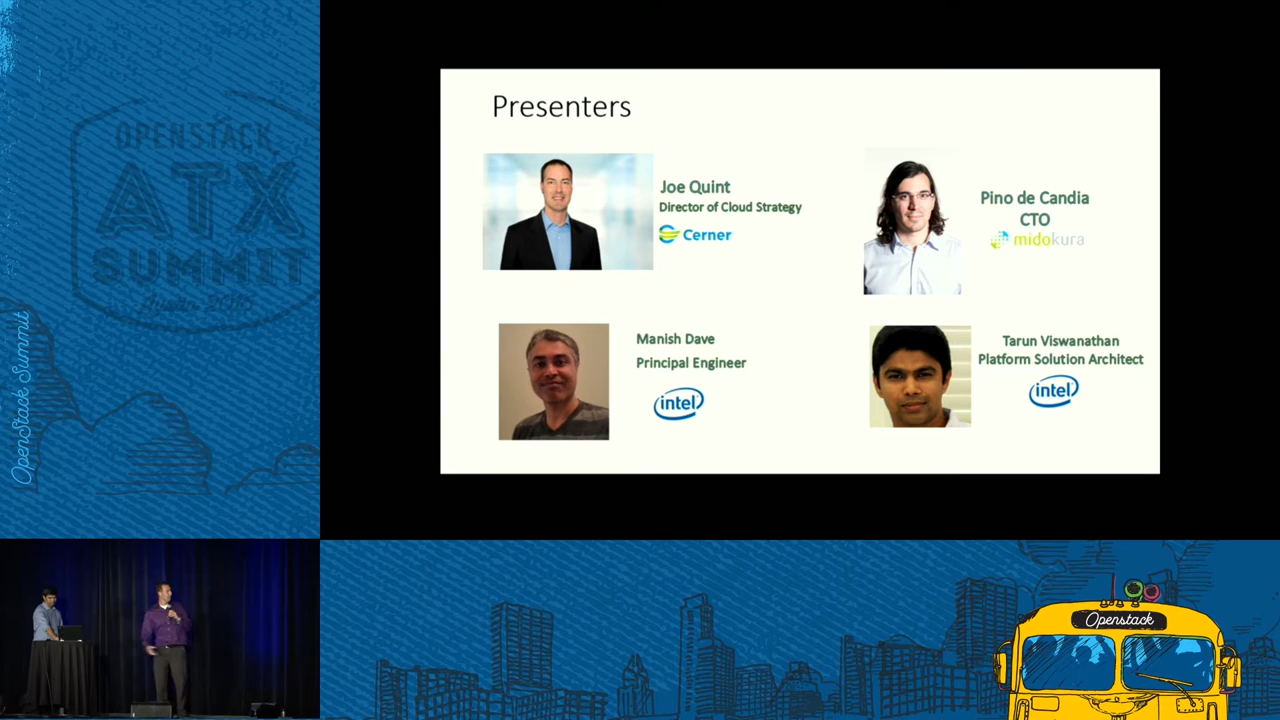 OPENSTACK
ATX
SUMMIT
OpenStack Summit
Presenters
Joe Quint
Director of Cloud Strategy
Cerner
Pino de Candia
CTO
midokura
Manish Dave
Principal Engineer
intel
Tarun Viswanathan
Platform Solution Architect
intel
Openstack